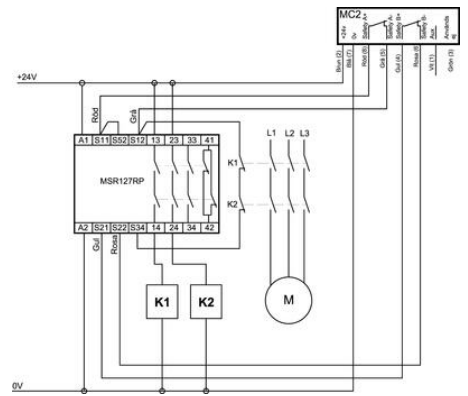 MC2
+24v
0v
Safety A+
Safety A-
Safety B+
Safety B-
Aux
Används ej
Brun (2)
Blå (7)
Röd (8)
Grå (5)
Gul (4)
Rosa (6)
Vit (1)
Grön (3)
+24V
Röd
Grå
A1 S11 S52 S12 13 23 33 41
MSR127RP
A2 S21 S22 S34 14 24 34 42
Gul
Rosa
K1
K2
L1 L2 L3
K1 K2
M
0V